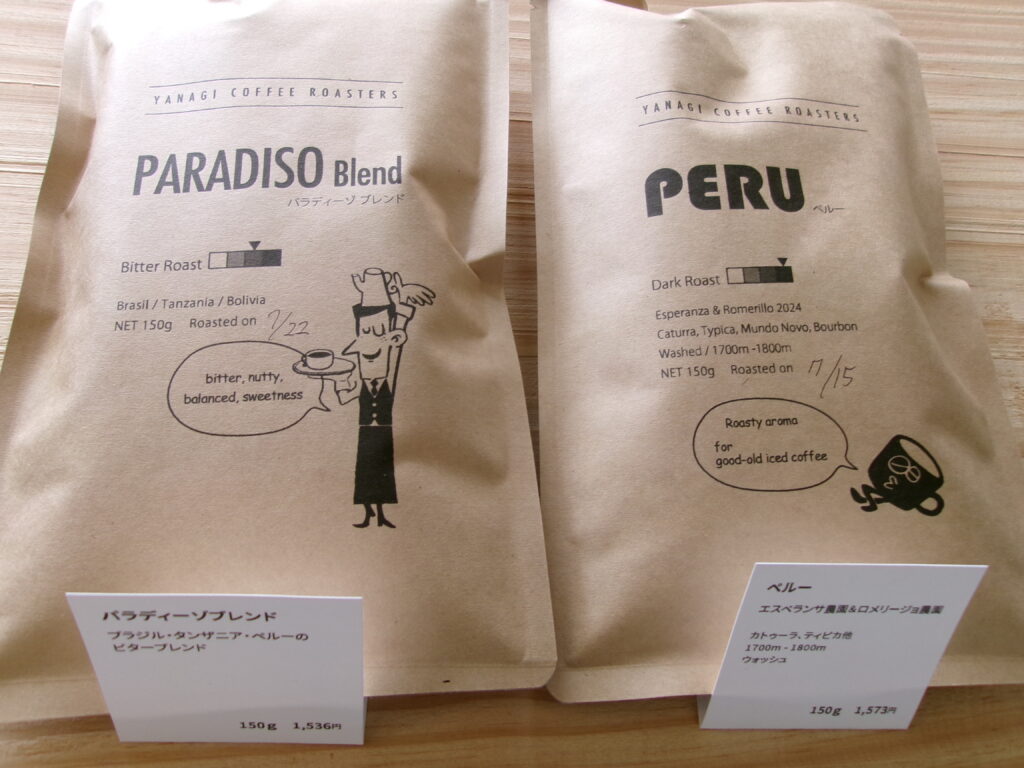 YANAGI COFFEE ROASTERS
PARADISO Blend
パラディーゾ ブレンド
Bitter Roast
Brasil / Tanzania / Bolivia
NET 150g Roasted on 7/22
bitter, nutty,
balanced, sweetness
パラディーゾブレンド
ブラジル・タンザニア・ペルーの
ビターブレンド
150g 1,536円
YANAGI COFFEE ROASTERS
PERU ペルー
Dark Roast
Esperanza & Romerillo 2024
Caturra, Typica, Mundo Novo, Bourbon
Washed / 1700m -1800m
NET 150g Roasted on 7/15
Roasty aroma
for
good-old iced coffee
ペルー
エスペランサ農園&ロメリージョ農園
カトゥーラ、ティピカ他
1700m - 1800m
ウォッシュ
150g 1,573円